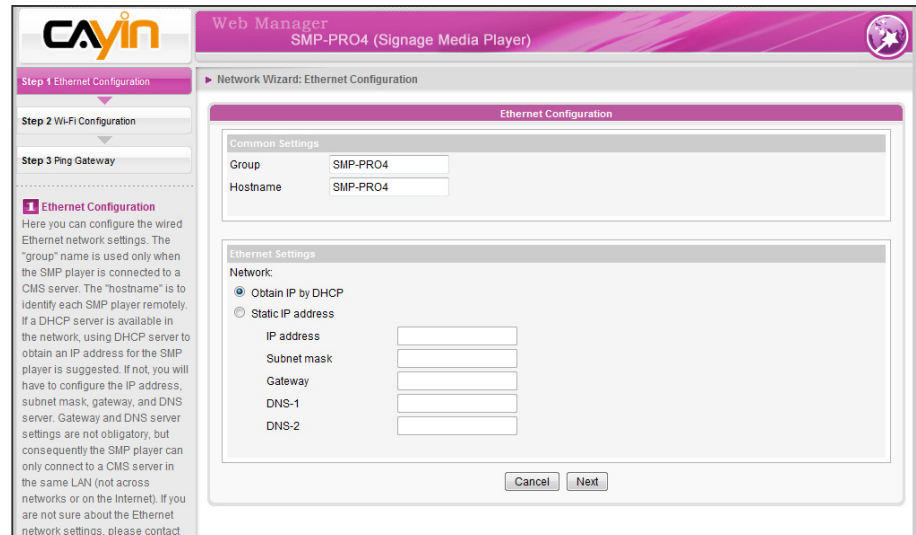 CAYIN
Web Manager
SMP-PRO4 (Signage Media Player)
Step 1 Ethernet Configuration
Step 2 Wi-Fi Configuration
Step 3 Ping Gateway
1 Ethernet Configuration
Here you can configure the wired
Ethernet network settings. The
"group" name is used only when
the SMP player is connected to a
CMS server. The "hostname" is to
identify each SMP player remotely.
If a DHCP server is available in
the network, using DHCP server to
obtain an IP address for the SMP
player is suggested. If not, you will
have to configure the IP address,
subnet mask, gateway, and DNS
server. Gateway and DNS server
settings are not obligatory, but
consequently the SMP player can
only connect to a CMS server in
the same LAN (not across
networks or on the Internet). If you
are not sure about the Ethernet
network settings, please contact
Network Wizard: Ethernet Configuration
Ethernet Configuration
Common Settings
Group SMP-PRO4
Hostname SMP-PRO4
Ethernet Settings
Network:
Obtain IP by DHCP
Static IP address
IP address
Subnet mask
Gateway
DNS-1
DNS-2
Cancel Next